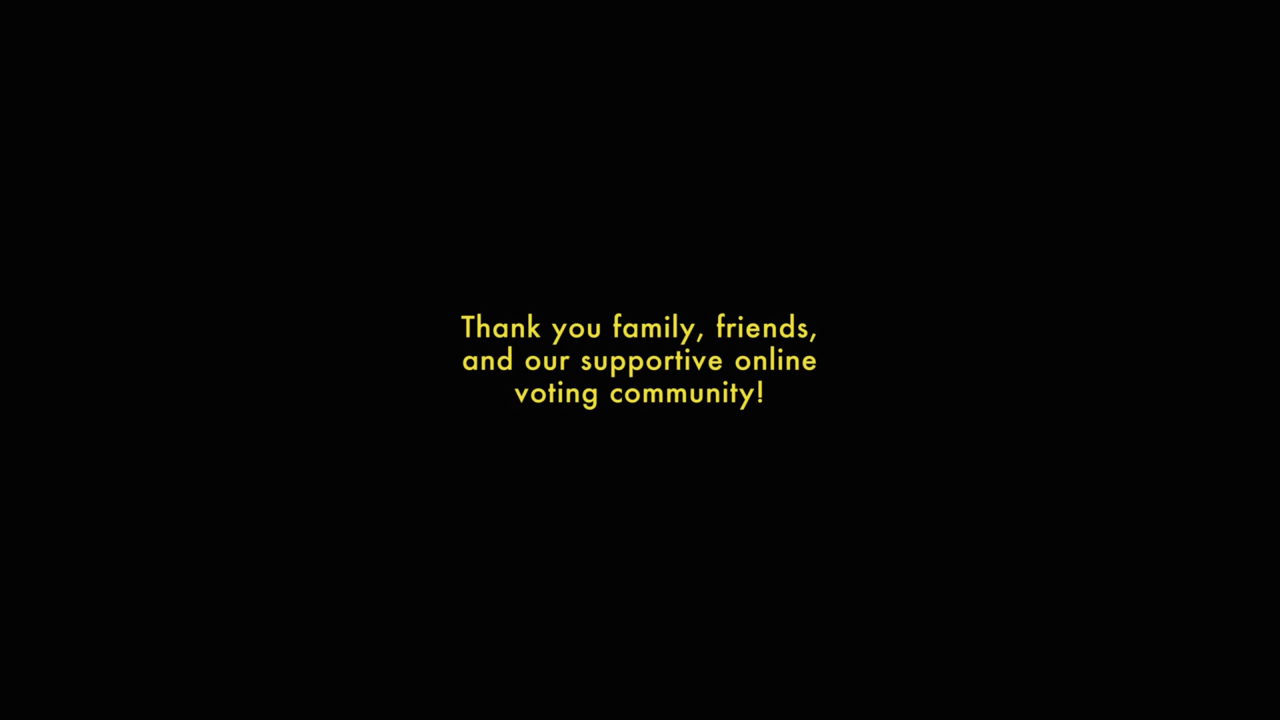 Thank you family, friends,
and our supportive online
voting community!